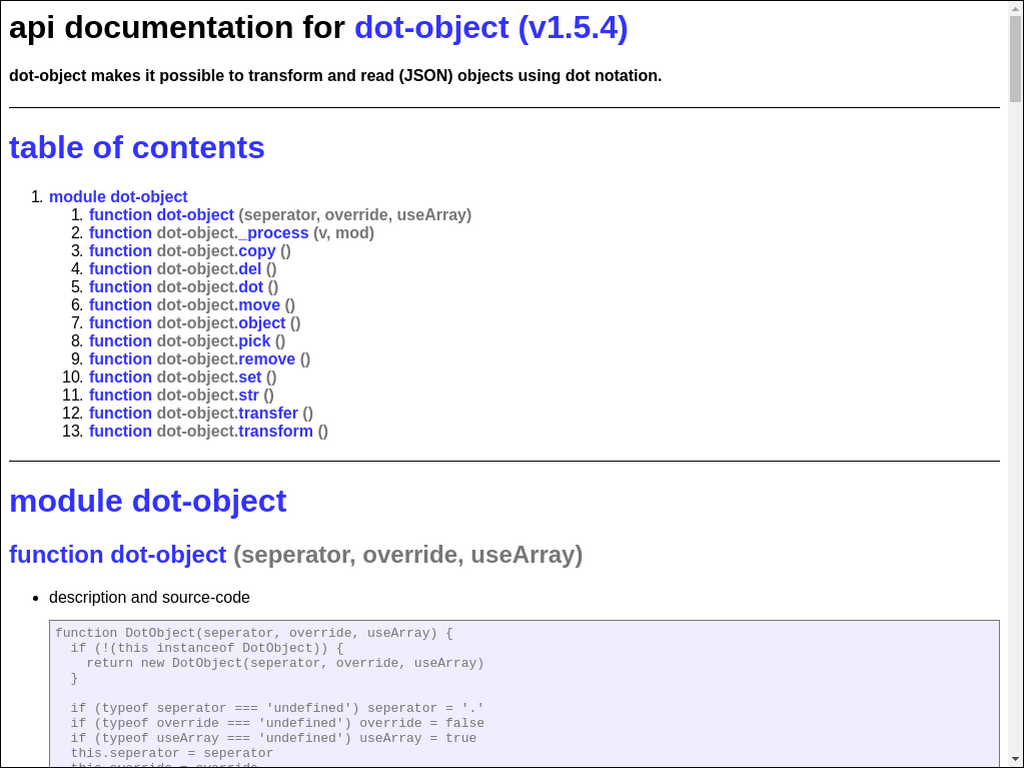 api documentation for dot-object (v1.5.4)
dot-object makes it possible to transform and read (JSON) objects using dot notation.
table of contents
1. module dot-object
1. function dot-object (seperator, override, useArray)
2. function dot-object._process (v, mod)
3. function dot-object.copy ()
4. function dot-object.del ()
5. function dot-object.dot ()
6. function dot-object.move ()
7. function dot-object.object ()
8. function dot-object.pick ()
9. function dot-object.remove ()
10. function dot-object.set ()
11. function dot-object.str ()
12. function dot-object.transfer ()
13. function dot-object.transform ()
module dot-object
function dot-object (seperator, override, useArray)
• description and source-code
function DotObject(seperator, override, useArray) {
  if (!(this instanceof DotObject)) {
    return new DotObject(seperator, override, useArray)
  }
  if (typeof seperator === 'undefined') seperator = '.'
  if (typeof override === 'undefined') override = false
  if (typeof useArray === 'undefined') useArray = true
  this.seperator = seperator
  this.override = override